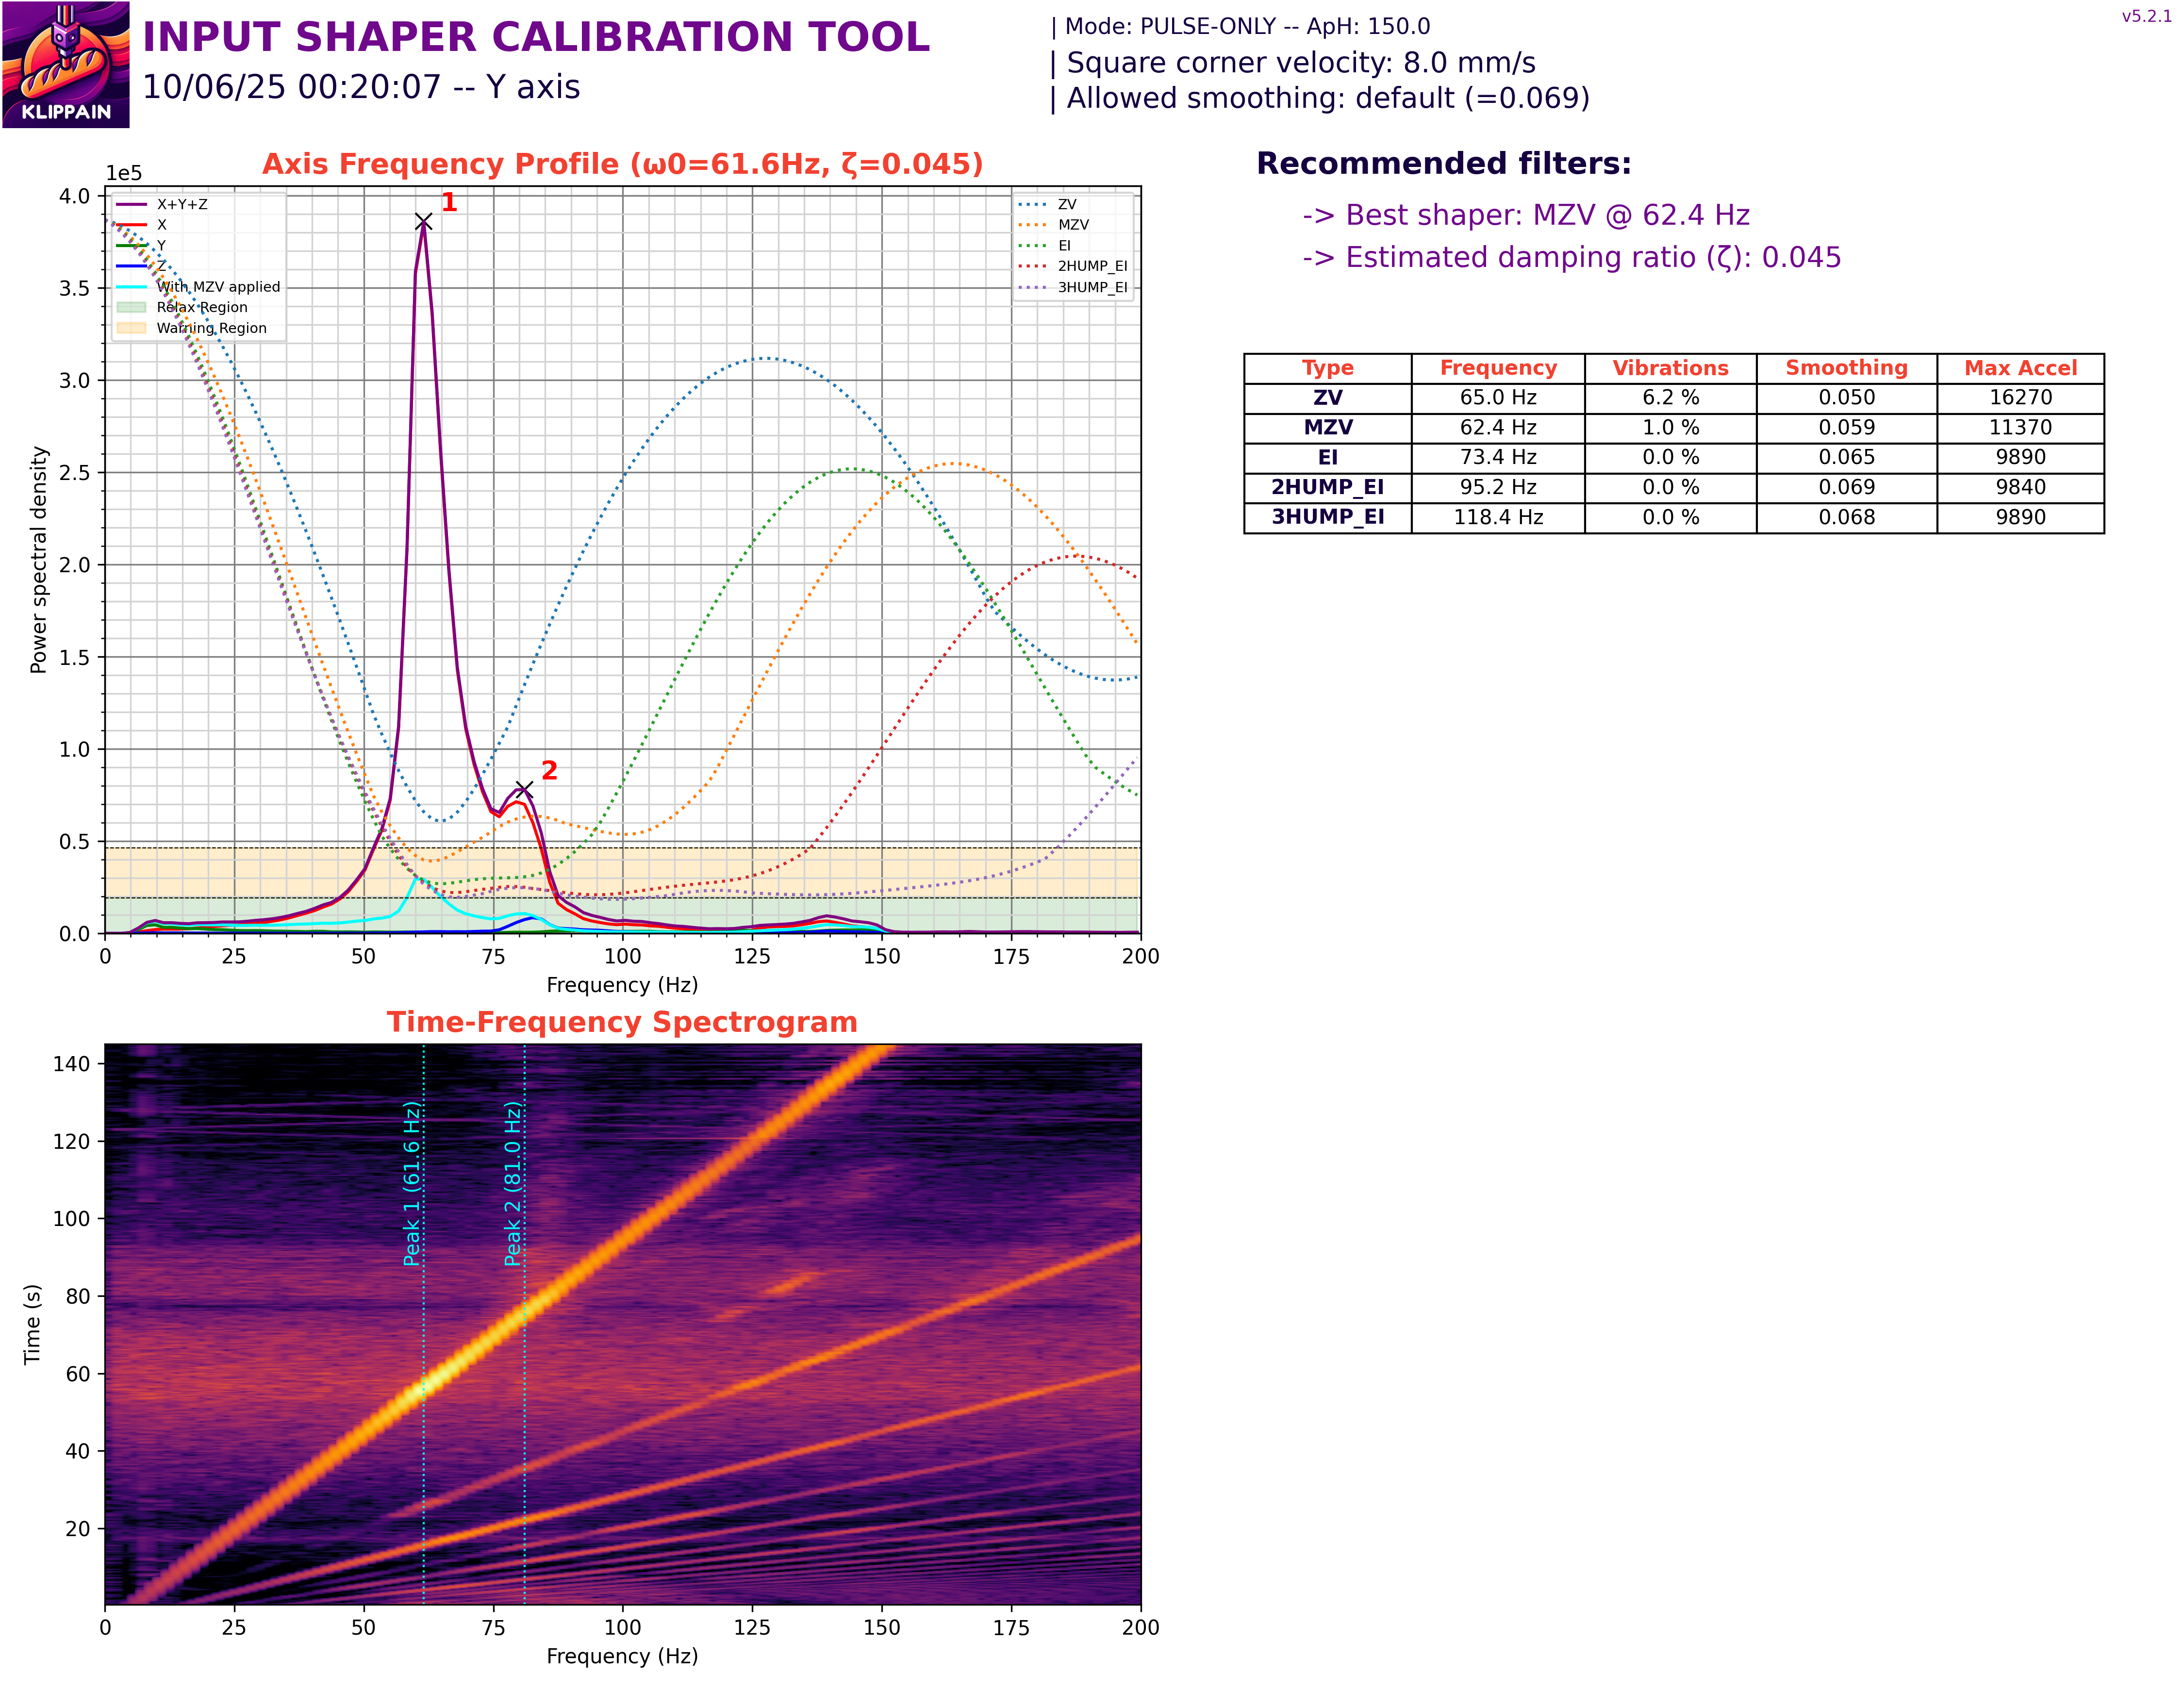 KLIPPAIN
INPUT SHAPER CALIBRATION TOOL
10/06/25 00:20:07 -- Y axis
| Mode: PULSE-ONLY -- ApH: 150.0
| Square corner velocity: 8.0 mm/s
| Allowed smoothing: default (=0.069)
v5.2.1
Axis Frequency Profile (ω0=61.6Hz, ζ=0.045)
1e5
4.0
3.5
3.0
2.5
2.0
1.5
1.0
0.5
0.0
Power spectral density
X+Y+Z
X
Y
Z
With MZV applied
Relax Region
Warning Region
1
2
ZV
MZV
EI
2HUMP_EI
3HUMP_EI
0 25 50 75 100 125 150 175 200
Frequency (Hz)
Recommended filters:
-> Best shaper: MZV @ 62.4 Hz
-> Estimated damping ratio (ζ): 0.045
Type Frequency Vibrations Smoothing Max Accel
ZV 65.0 Hz 6.2 % 0.050 16270
MZV 62.4 Hz 1.0 % 0.059 11370
EI 73.4 Hz 0.0 % 0.065 9890
2HUMP_EI 95.2 Hz 0.0 % 0.069 9840
3HUMP_EI 118.4 Hz 0.0 % 0.068 9890
Time-Frequency Spectrogram
140
120
100
80
60
40
20
Time (s)
Peak 1 (61.6 Hz)
Peak 2 (81.0 Hz)
0 25 50 75 100 125 150 175 200
Frequency (Hz)